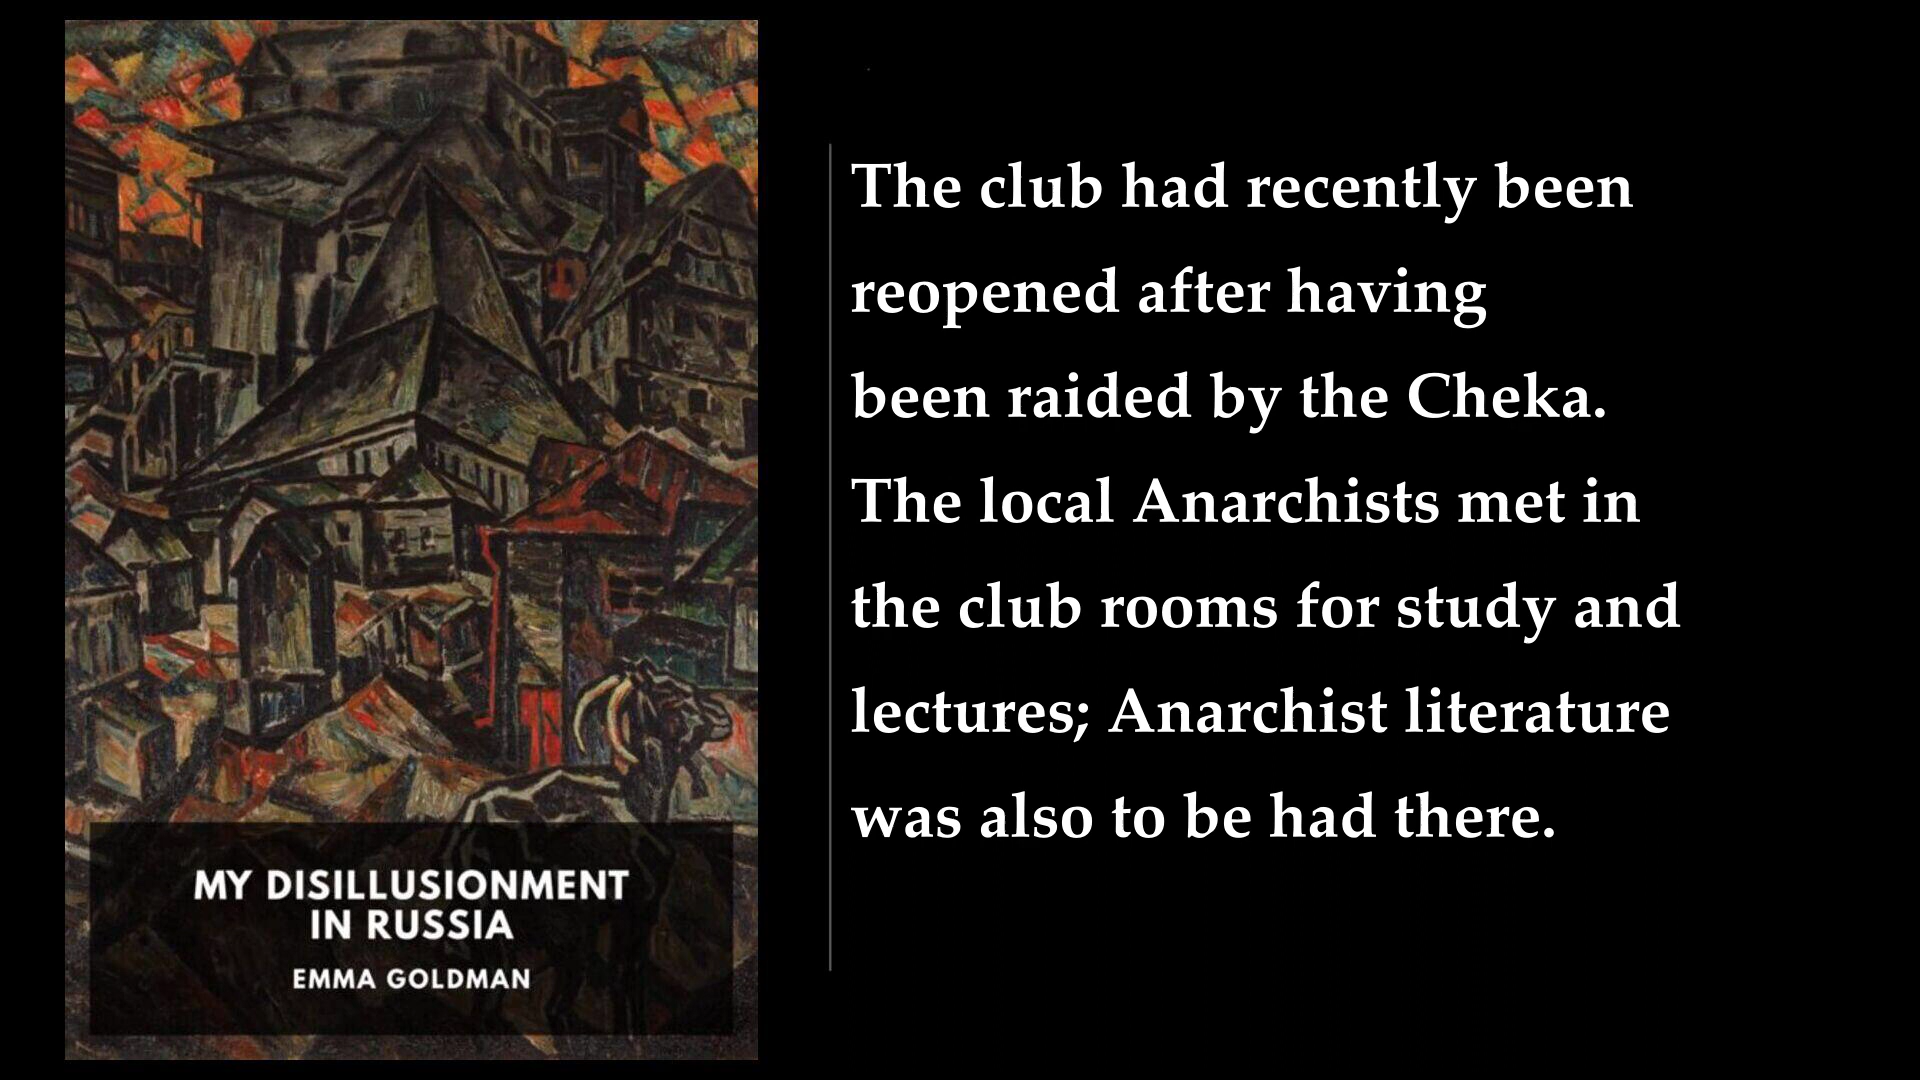 MY DISILLUSIONMENT
IN RUSSIA
EMMA GOLDMAN
The club had recently been
reopened after having
been raided by the Cheka.
The local Anarchists met in
the club rooms for study and
lectures; Anarchist literature
was also to be had there.